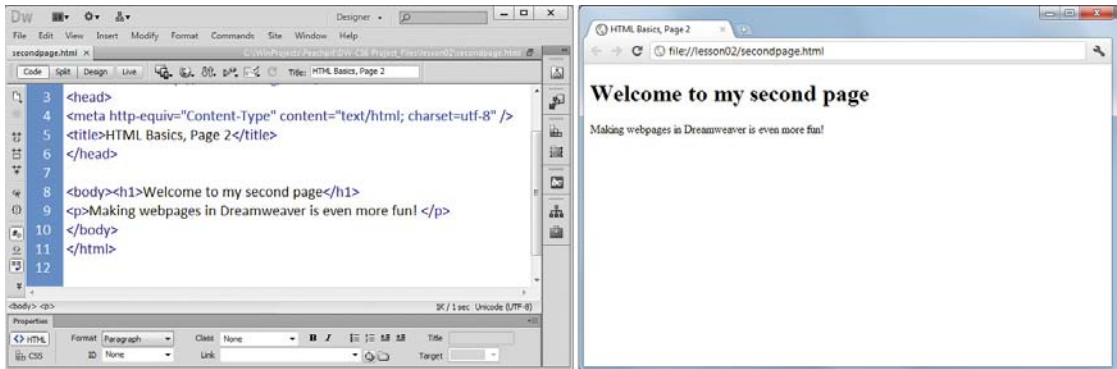 Dw
Designer
File Edit View Insert Modify Format Commands Site Window Help
secondpage.html ×
Code Split Design Live Title: HTML Basics, Page 2
3 <head>
4 <meta http-equiv="Content-Type" content="text/html; charset=utf-8" />
5 <title>HTML Basics, Page 2</title>
6 </head>
7
8 <body><h1>Welcome to my second page</h1>
9 <p>Making webpages in Dreamweaver is even more fun! </p>
10 </body>
11 </html>
12
<body> <p>
1K / 1 sec Unicode (UTF-8)
Properties
<> HTML Format Paragraph Class None B I Title
CSS ID None Link Target
HTML Basics, Page 2 ×
file://lesson02/secondpage.html
Welcome to my second page
Making webpages in Dreamweaver is even more fun!